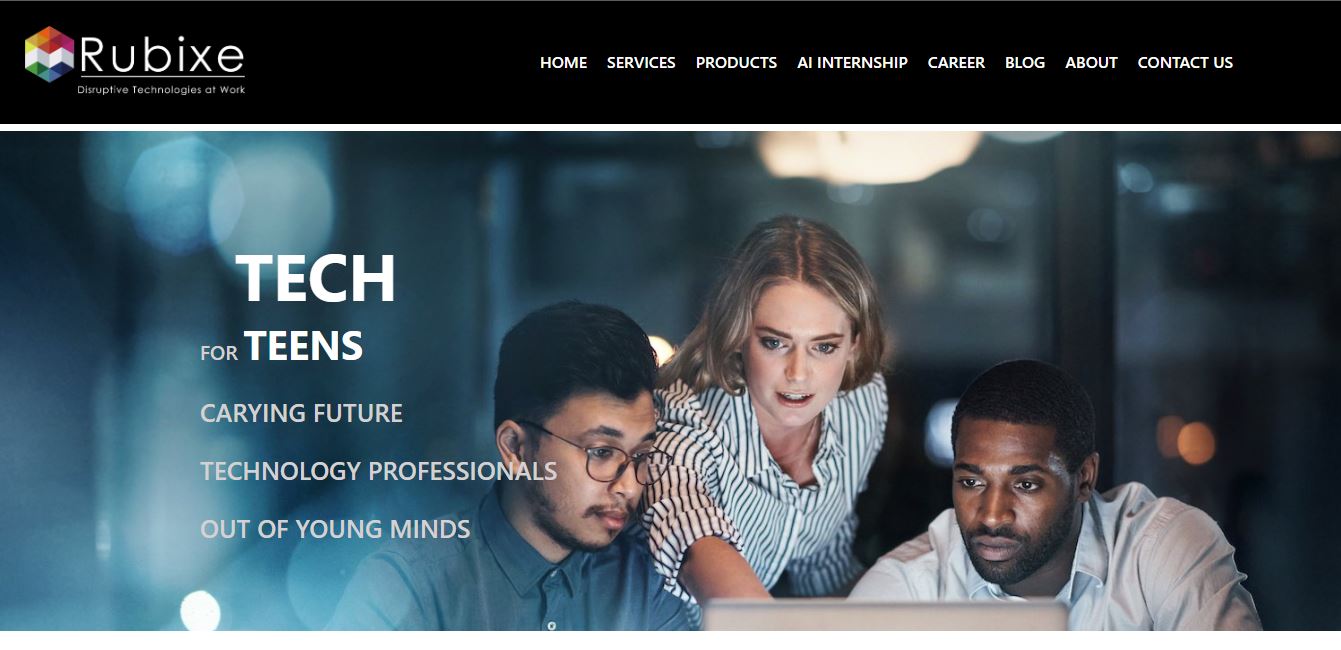 Rubixe
Disruptive Technologies at Work
HOME SERVICES PRODUCTS AI INTERNSHIP CAREER BLOG ABOUT CONTACT US
TECH
FOR TEENS
CARYING FUTURE
TECHNOLOGY PROFESSIONALS
OUT OF YOUNG MINDS